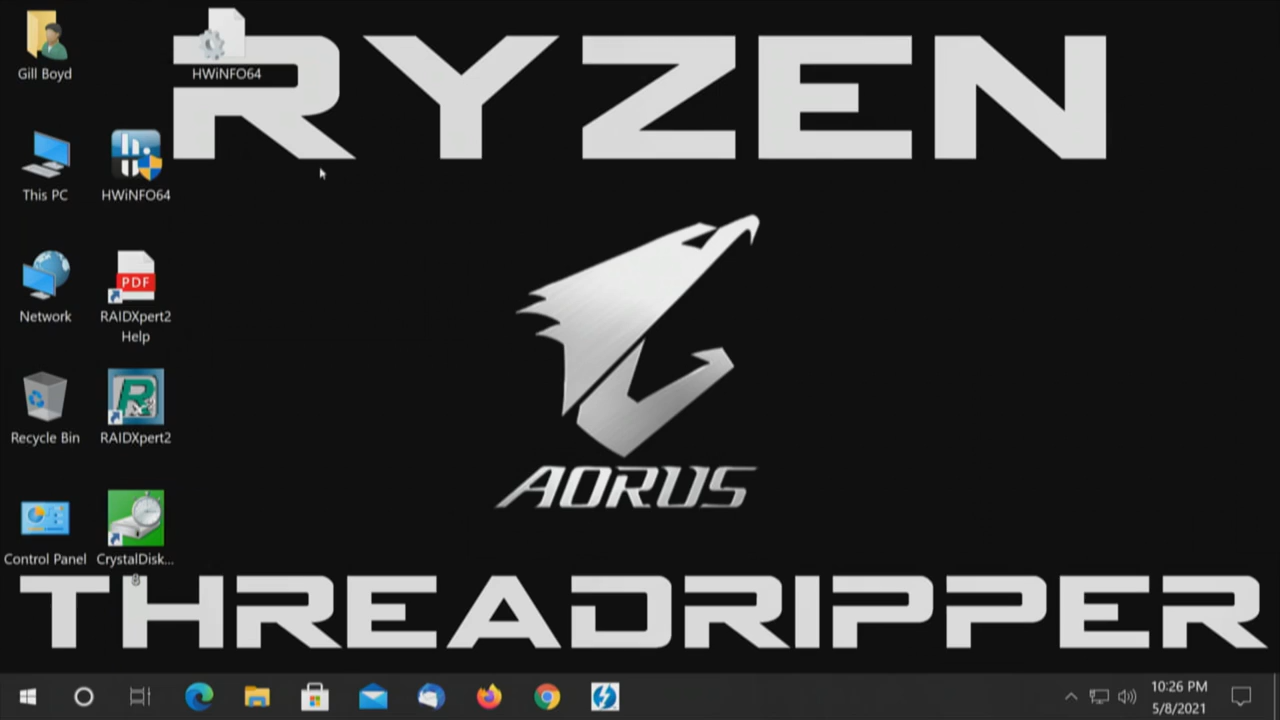 RYZEN
AORUS
THREADRIPPER
Gill Boyd
HWiNFO64
This PC
HWiNFO64
Network
PDF
RAIDXpert2
Help
Recycle Bin
R
RAIDXpert2
Control Panel
CrystalDisk...
8
10:26 PM
5/8/2021